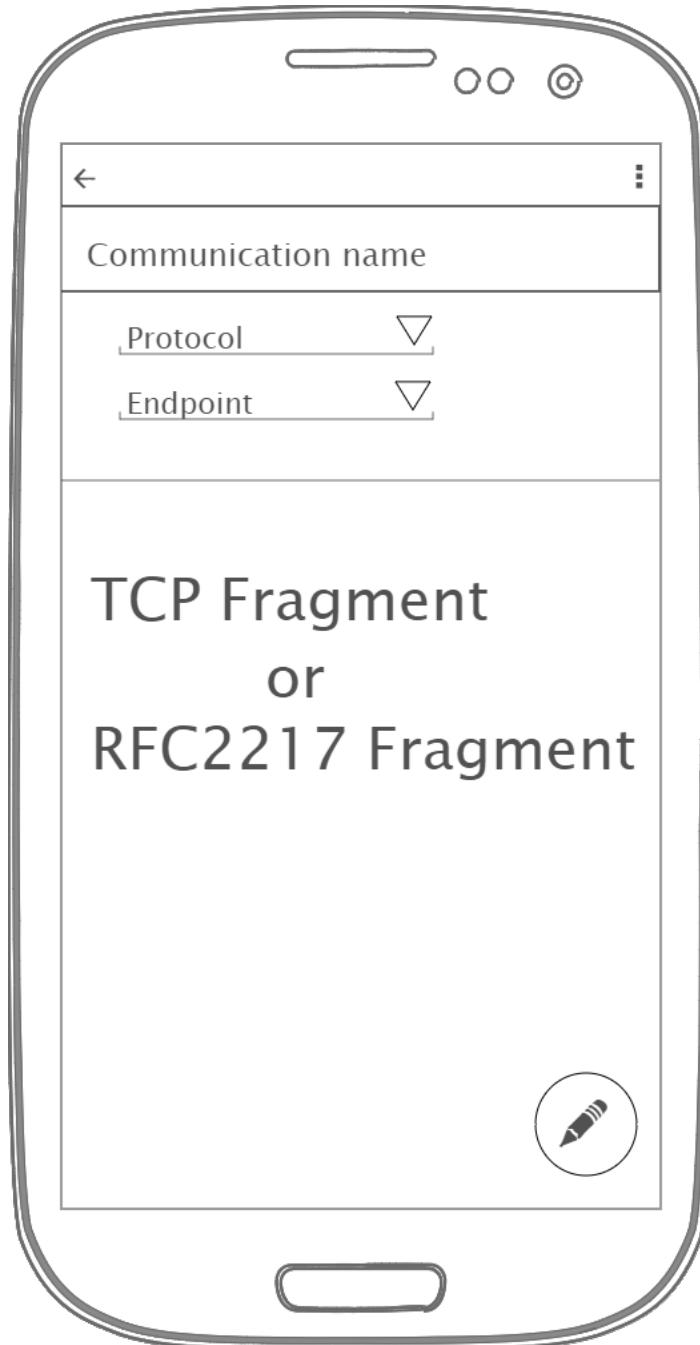 Communication name
Protocol
Endpoint
TCP Fragment
or
RFC2217 Fragment